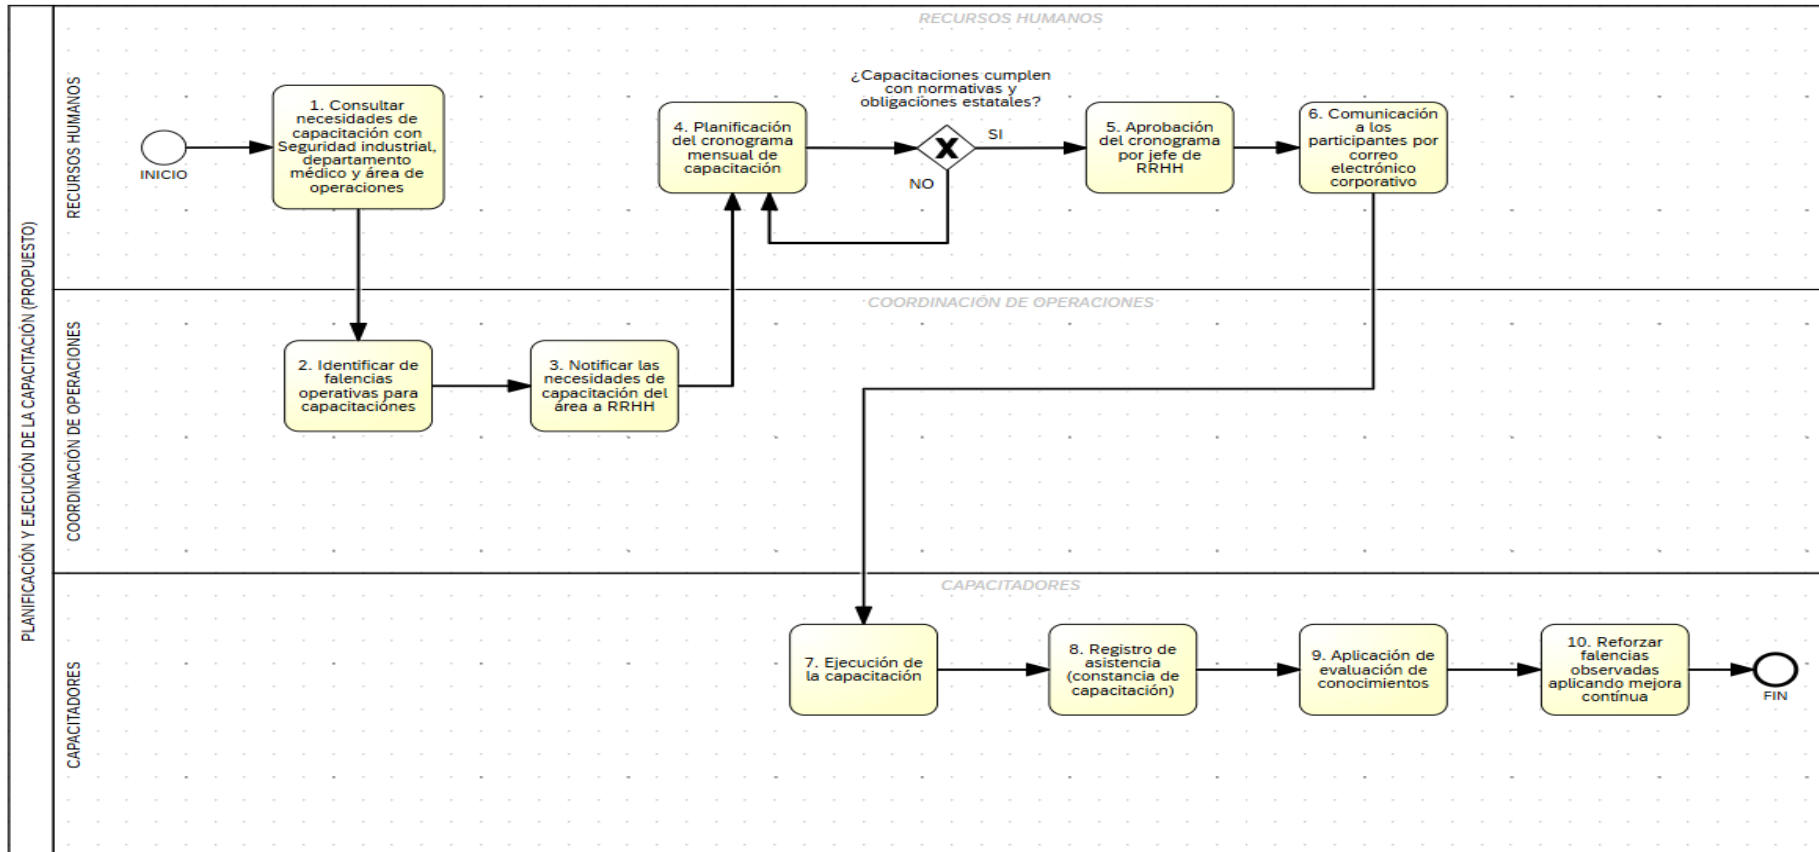 PLANIFICACIÓN Y EJECUCIÓN DE LA CAPACITACIÓN (PROPUESTO)
RECURSOS HUMANOS
RECURSOS HUMANOS
INICIO
1. Consultar
necesidades de
capacitación con
Seguridad industrial,
departamento
médico y área de
operaciones
4. Planificación
del cronograma
mensual de
capacitación
¿Capacitaciones cumplen
con normativas y
obligaciones estatales?
X
SI
NO
5. Aprobación
del cronograma
por jefe de
RRHH
6. Comunicación
a los
participantes por
correo
electrónico
corporativo
COORDINACIÓN DE OPERACIONES
COORDINACIÓN DE OPERACIONES
2. Identificar de
falencias
operativas para
capacitaciónes
3. Notificar las
necesidades de
capacitación del
área a RRHH
CAPACITADORES
CAPACITADORES
7. Ejecución de
la capacitación
8. Registro de
asistencia
(constancia de
capacitación)
9. Aplicación de
evaluación de
conocimientos
10. Reforzar
falencias
observadas
aplicando mejora
contínua
FIN